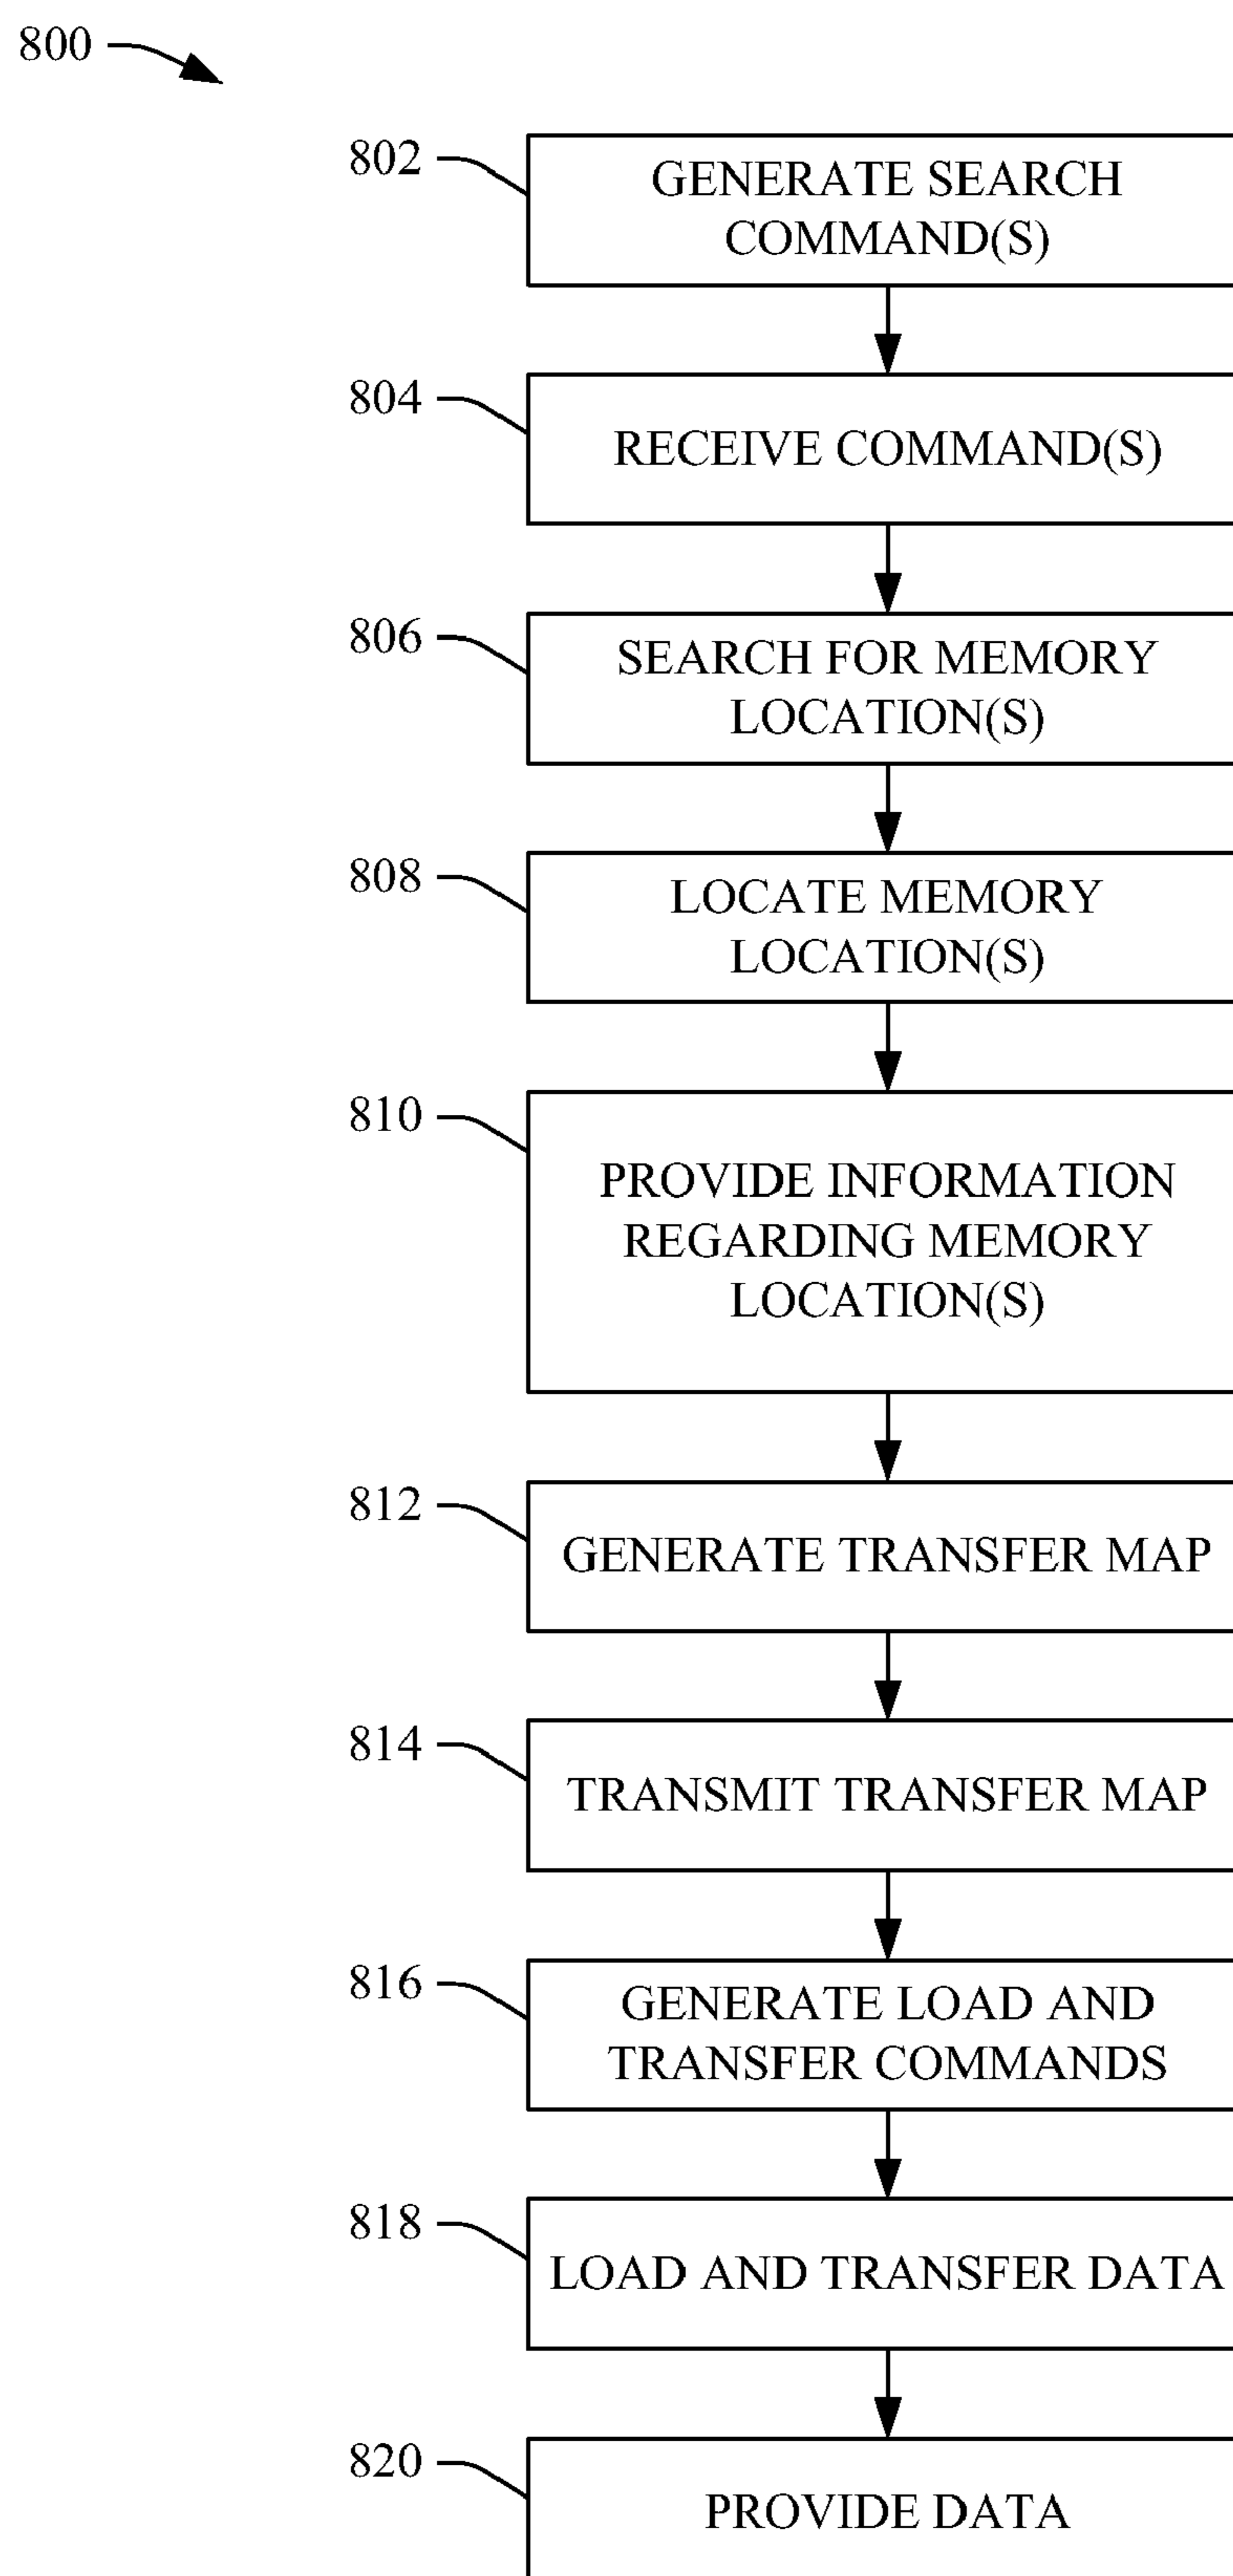 800
802
GENERATE SEARCH
COMMAND(S)
804
RECEIVE COMMAND(S)
806
SEARCH FOR MEMORY
LOCATION(S)
808
LOCATE MEMORY
LOCATION(S)
810
PROVIDE INFORMATION
REGARDING MEMORY
LOCATION(S)
812
GENERATE TRANSFER MAP
814
TRANSMIT TRANSFER MAP
816
GENERATE LOAD AND
TRANSFER COMMANDS
818
LOAD AND TRANSFER DATA
820
PROVIDE DATA